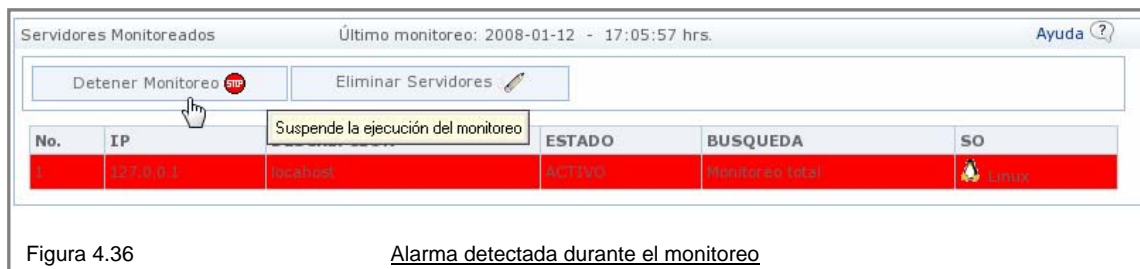 Servidores Monitoreados Último monitoreo: 2008-01-12 - 17:05:57 hrs. Ayuda ?
Detener Monitoreo STOP Eliminar Servidores
Suspende la ejecución del monitoreo
No. IP ESTADO BUSQUEDA SO
1 127.0.0.1 locahost ACTIVO Monitoreo total Linux
Figura 4.36 Alarma detectada durante el monitoreo